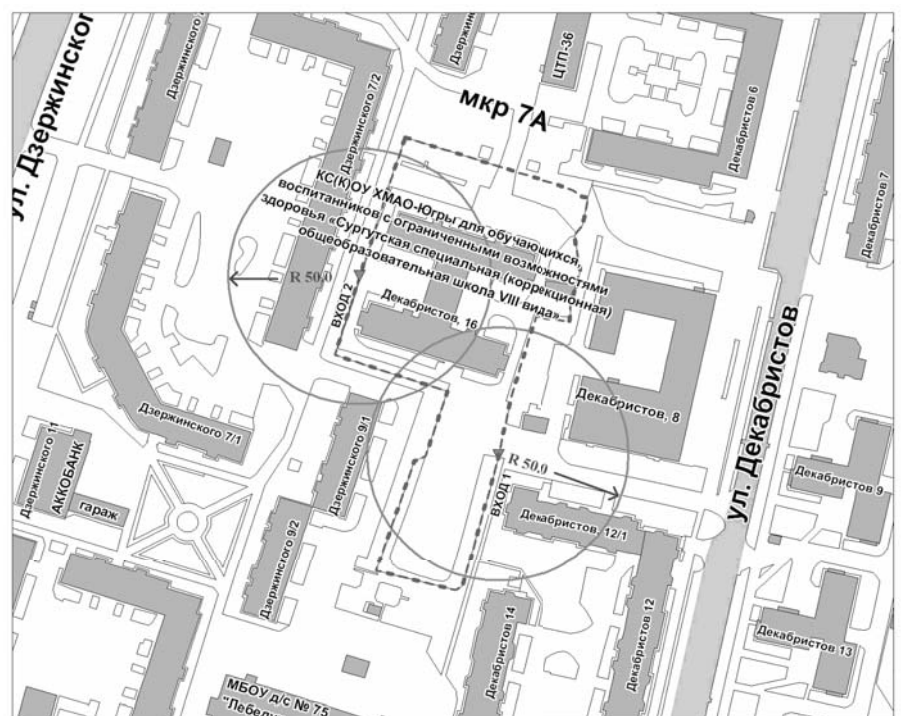 ул. Дзержинского
Дзержинского 7/2
мкр 7А
ЦТП-36
Декабристов 6
Декабристов 7
КС(К)ОУ ХМАО-Югры для обучающихся,
воспитанников с ограниченными возможностями
здоровья «Сургутская специальная (коррекционная)
общеобразовательная школа VIII вида»
R 50,0
ВХОД 2
Декабристов, 16
Декабристов, 8
ул. Декабристов
Дзержинского 7/1
Дзержинского 9/1
Дзержинского 11
АККОБАНК
гараж
Дзержинского 9/2
R 50,0
ВХОД 1
Декабристов, 12/1
Декабристов 9
Декабристов 12
Декабристов 14
Декабристов 13
МБОУ д/с № 75